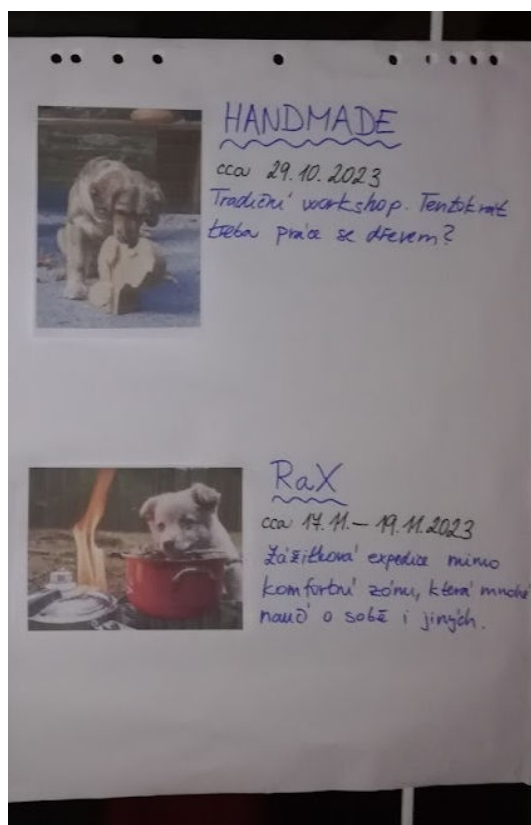 HANDMADE
cca 29.10.2023
Tradiční workshop. Tentokrát
třeba práce se dřevem?
RaX
cca 17.11.–19.11.2023
Zážitková expedice mimo
komfortní zónu, která mnohé
naučí o sobě i jiných.